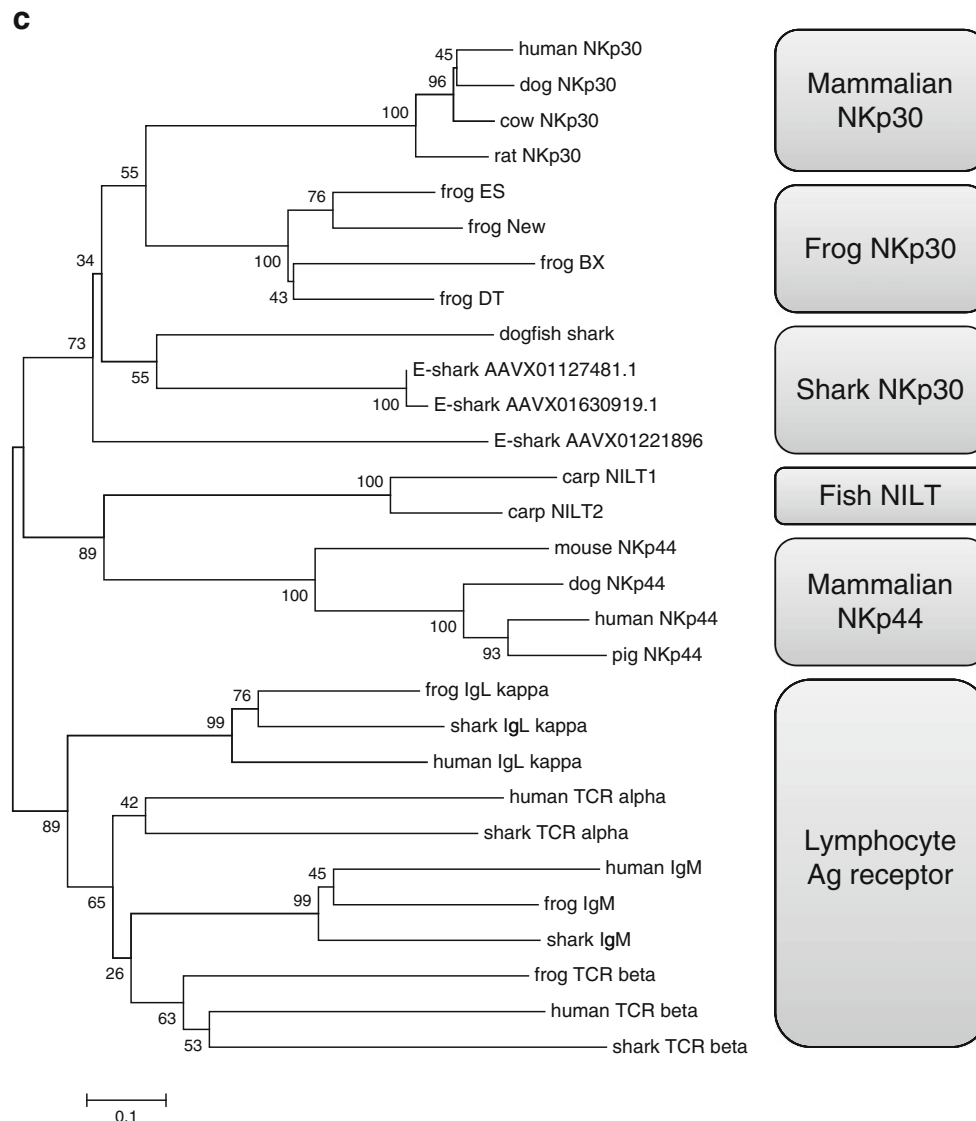 c
45
human NKp30
dog NKp30
96
cow NKp30
100
rat NKp30
Mammalian
NKp30
55
76
frog ES
frog New
100
frog BX
43
frog DT
Frog NKp30
34
73
dogfish shark
55
E-shark AAVX01127481.1
100
E-shark AAVX01630919.1
E-shark AAVX01221896
Shark NKp30
100
carp NILT1
carp NILT2
Fish NILT
89
mouse NKp44
100
dog NKp44
100
human NKp44
93
pig NKp44
Mammalian
NKp44
76
frog IgL kappa
99
shark IgL kappa
human IgL kappa
89
42
human TCR alpha
shark TCR alpha
65
45
human IgM
99
frog IgM
shark IgM
26
frog TCR beta
63
human TCR beta
53
shark TCR beta
Lymphocyte
Ag receptor
0.1